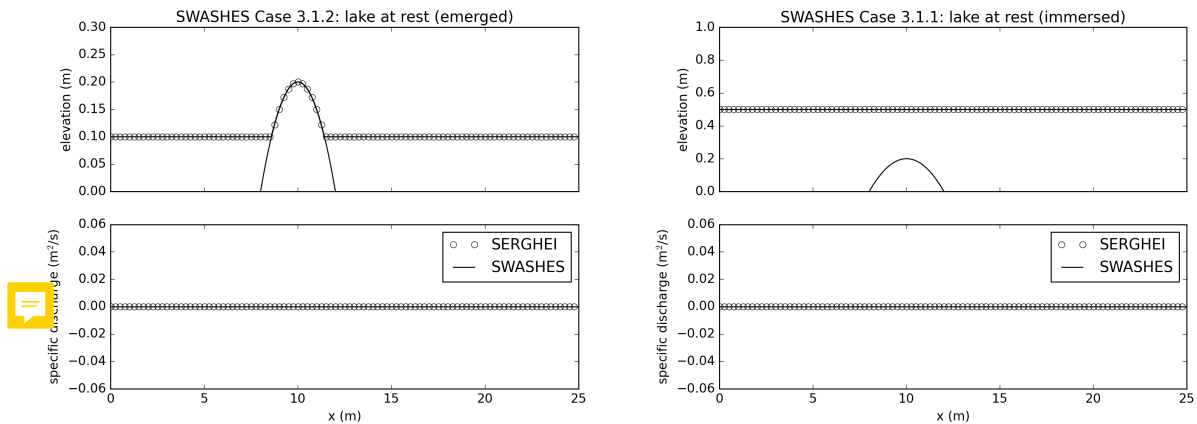 SWASHES Case 3.1.2: lake at rest (emerged)
0.30
0.25
0.20
0.15
0.10
0.05
0.00
elevation (m)
0.06
0.04
0.02
0.00
−0.02
−0.04
−0.06
specific discharge (m²/s)
SERGHEI
SWASHES
0 5 10 15 20 25
x (m)
SWASHES Case 3.1.1: lake at rest (immersed)
1.0
0.8
0.6
0.4
0.2
0.0
elevation (m)
0.06
0.04
0.02
0.00
−0.02
−0.04
−0.06
specific discharge (m²/s)
SERGHEI
SWASHES
0 5 10 15 20 25
x (m)